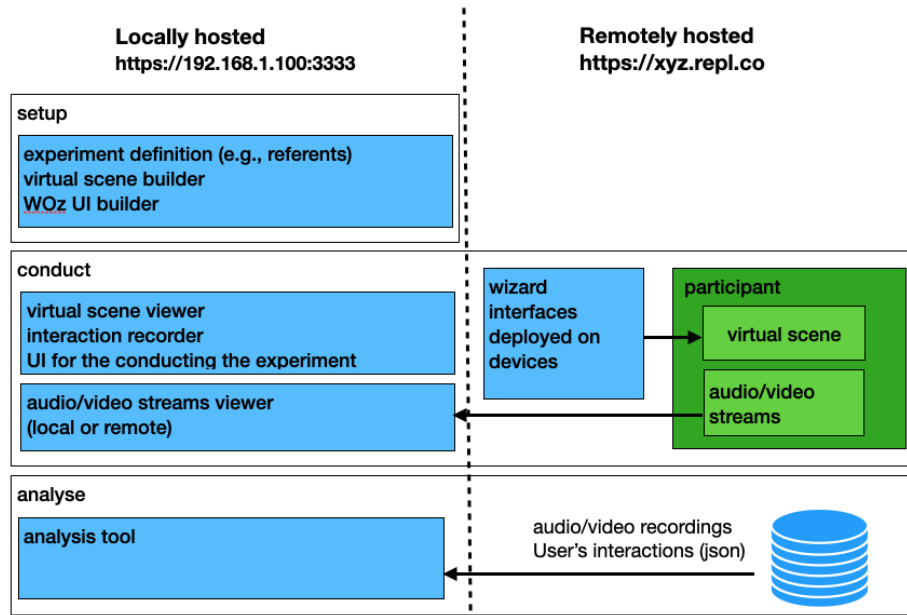 Locally hosted
https://192.168.1.100:3333
Remotely hosted
https://xyz.repl.co
setup
experiment definition (e.g., referents)
virtual scene builder
WOz UI builder
conduct
virtual scene viewer
interaction recorder
UI for the conducting the experiment
audio/video streams viewer
(local or remote)
wizard
interfaces
deployed on
devices
participant
virtual scene
audio/video
streams
analyse
analysis tool
audio/video recordings
User's interactions (json)